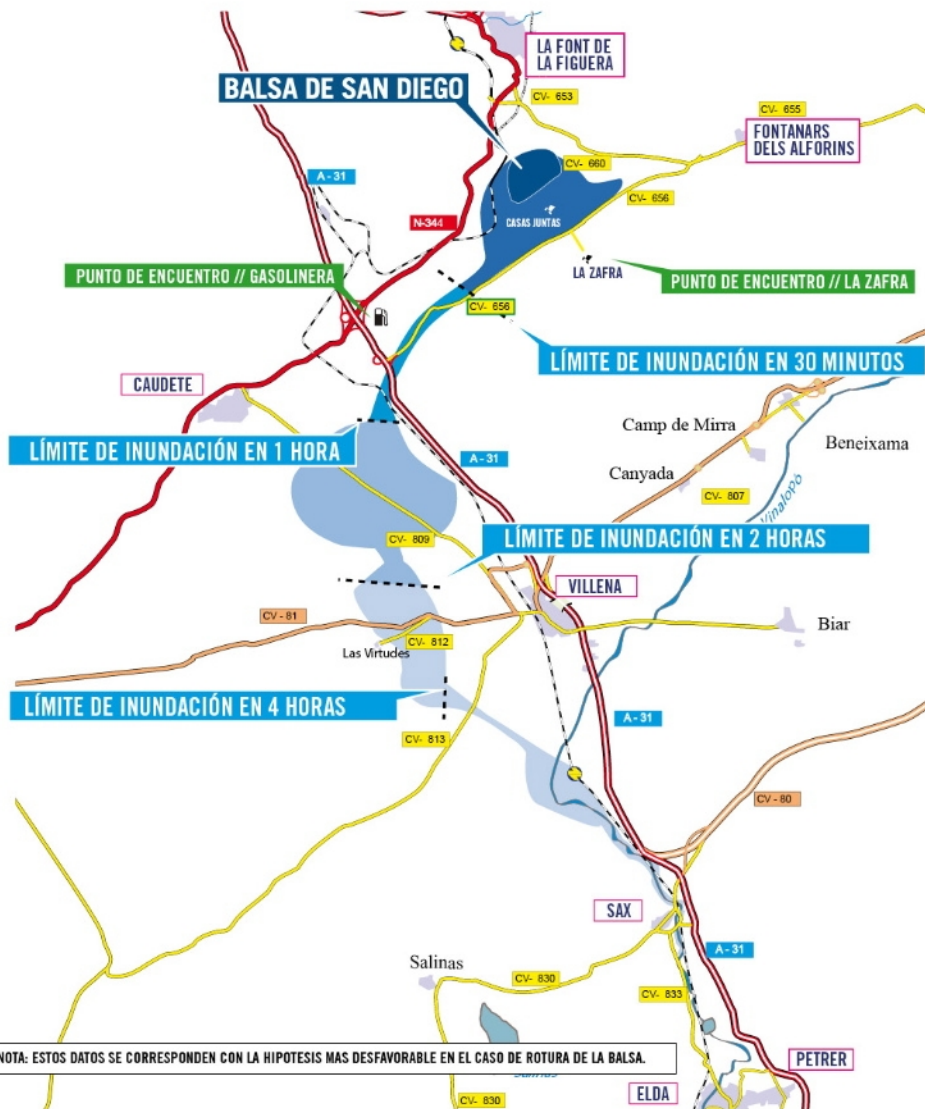 LA FONT DE
LA FIGUERA
BALSA DE SAN DIEGO
CV- 653
CV- 655
FONTANARS
DELS ALFORINS
CV- 660
A - 31
CV- 656
N-344
CASAS JUNTAS
LA ZAFRA
PUNTO DE ENCUENTRO // GASOLINERA
PUNTO DE ENCUENTRO // LA ZAFRA
CV- 656
LÍMITE DE INUNDACIÓN EN 30 MINUTOS
CAUDETE
Camp de Mirra
Beneixama
LÍMITE DE INUNDACIÓN EN 1 HORA
A - 31
Canyada
CV- 807
Vinalopó
CV- 809
LÍMITE DE INUNDACIÓN EN 2 HORAS
VILLENA
CV - 81
CV- 812
Las Virtudes
Biar
LÍMITE DE INUNDACIÓN EN 4 HORAS
A - 31
CV- 813
CV - 80
SAX
A - 31
Salinas
CV- 830
CV- 833
NOTA: ESTOS DATOS SE CORRESPONDEN CON LA HIPOTESIS MAS DESFAVORABLE EN EL CASO DE ROTURA DE LA BALSA.
PETRER
Salinas
ELDA
CV- 830